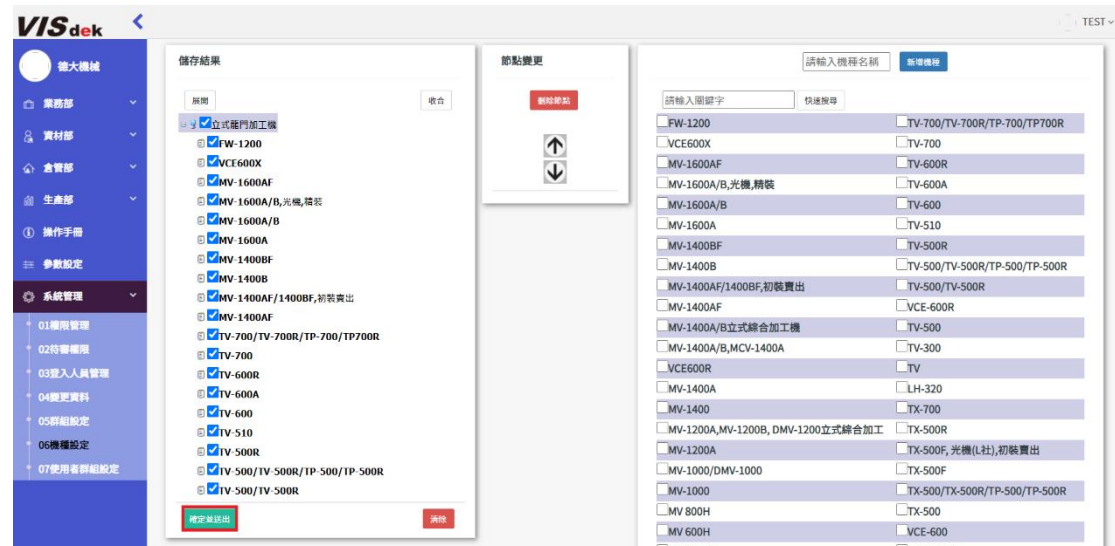 VISdek
TEST
德大機械
業務部
資材部
倉管部
生產部
操作手冊
參數設定
系統管理
01權限管理
02待審權限
03登入人員管理
04變更資料
05群組設定
06機種設定
07使用者群組設定
儲存結果
展開
收合
立式龍門加工機
FW-1200
VCE600X
MV-1600AF
MV-1600A/B,光機,精裝
MV-1600A/B
MV-1600A
MV-1400BF
MV-1400B
MV-1400AF/1400BF,初裝賣出
MV-1400AF
TV-700/TV-700R/TP-700/TP700R
TV-700
TV-600R
TV-600A
TV-600
TV-510
TV-500R
TV-500/TV-500R/TP-500/TP-500R
TV-500/TV-500R
確定並送出
清除
節點變更
刪除節點
請輸入機種名稱
新增機種
請輸入關鍵字
快速搜尋
FW-1200
TV-700/TV-700R/TP-700/TP700R
VCE600X
TV-700
MV-1600AF
TV-600R
MV-1600A/B,光機,精裝
TV-600A
MV-1600A/B
TV-600
MV-1600A
TV-510
MV-1400BF
TV-500R
MV-1400B
TV-500/TV-500R/TP-500/TP-500R
MV-1400AF/1400BF,初裝賣出
TV-500/TV-500R
MV-1400AF
VCE-600R
MV-1400A/B立式綜合加工機
TV-500
MV-1400A/B,MCV-1400A
TV-300
VCE600R
TV
MV-1400A
LH-320
MV-1400
TX-700
MV-1200A,MV-1200B, DMV-1200立式綜合加工
TX-500R
MV-1200A
TX-500F, 光機(L社),初裝賣出
MV-1000/DMV-1000
TX-500F
MV-1000
TX-500/TX-500R/TP-500/TP-500R
MV 800H
TX-500
MV 600H
VCE-600